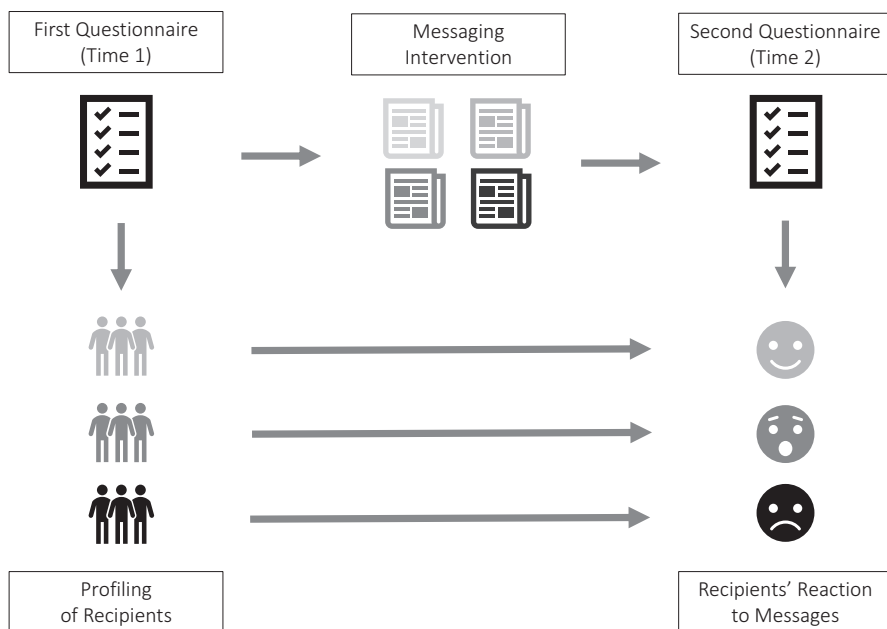 First Questionnaire
(Time 1)
Messaging
Intervention
Second Questionnaire
(Time 2)
Profiling
of Recipients
Recipients’ Reaction
to Messages